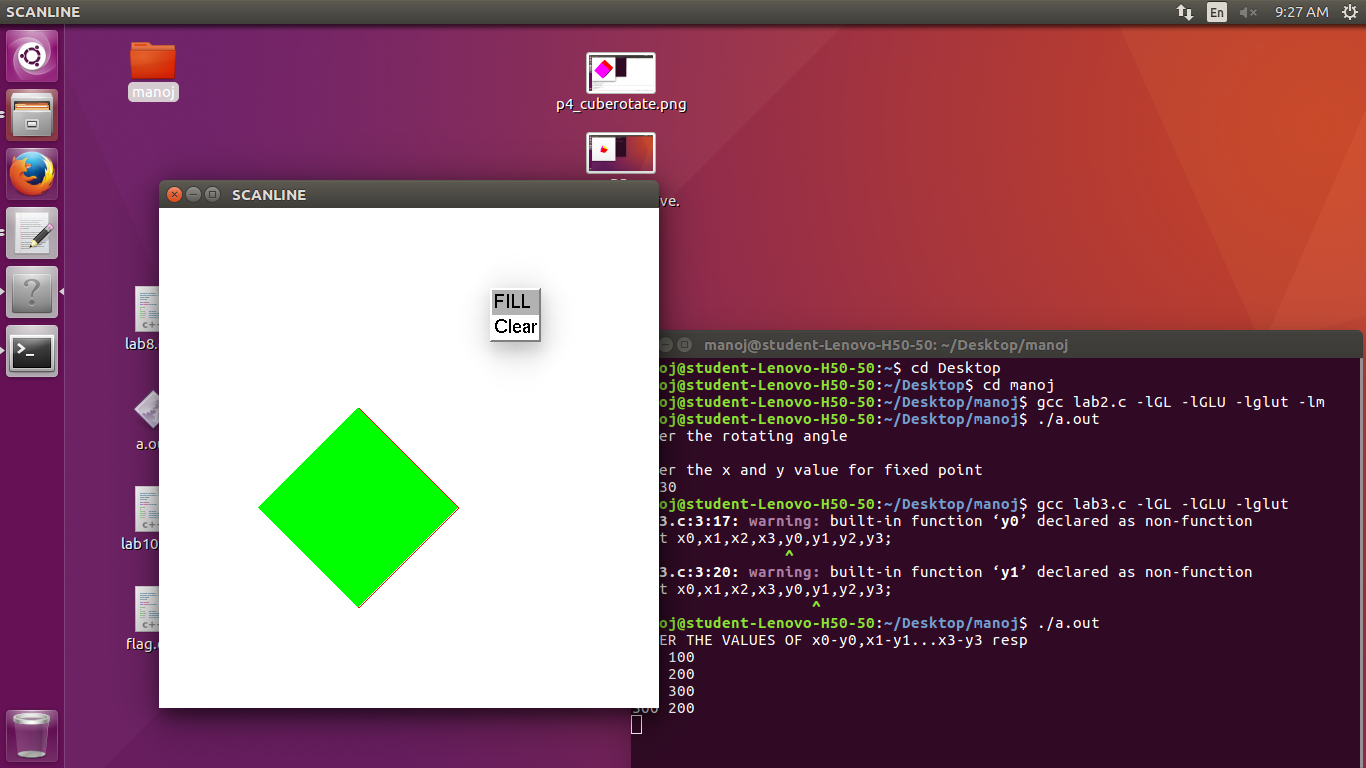 SCANLINE
En
9:27 AM
manoj
p4_cuberotate.png
ve.
SCANLINE
FILL
Clear
lab8.
a.ou
lab10
flag.
manoj@student-Lenovo-H50-50: ~/Desktop/manoj
oj@student-Lenovo-H50-50:~$ cd Desktop
oj@student-Lenovo-H50-50:~/Desktop$ cd manoj
oj@student-Lenovo-H50-50:~/Desktop/manoj$ gcc lab2.c -lGL -lGLU -lglut -lm
oj@student-Lenovo-H50-50:~/Desktop/manoj$ ./a.out
er the rotating angle
er the x and y value for fixed point
30
oj@student-Lenovo-H50-50:~/Desktop/manoj$ gcc lab3.c -lGL -lGLU -lglut
3.c:3:17: warning: built-in function ‘y0’ declared as non-function
t x0,x1,x2,x3,y0,y1,y2,y3;
^
3.c:3:20: warning: built-in function ‘y1’ declared as non-function
t x0,x1,x2,x3,y0,y1,y2,y3;
^
oj@student-Lenovo-H50-50:~/Desktop/manoj$ ./a.out
ER THE VALUES OF x0-y0,x1-y1...x3-y3 resp
100
200
300
300 200